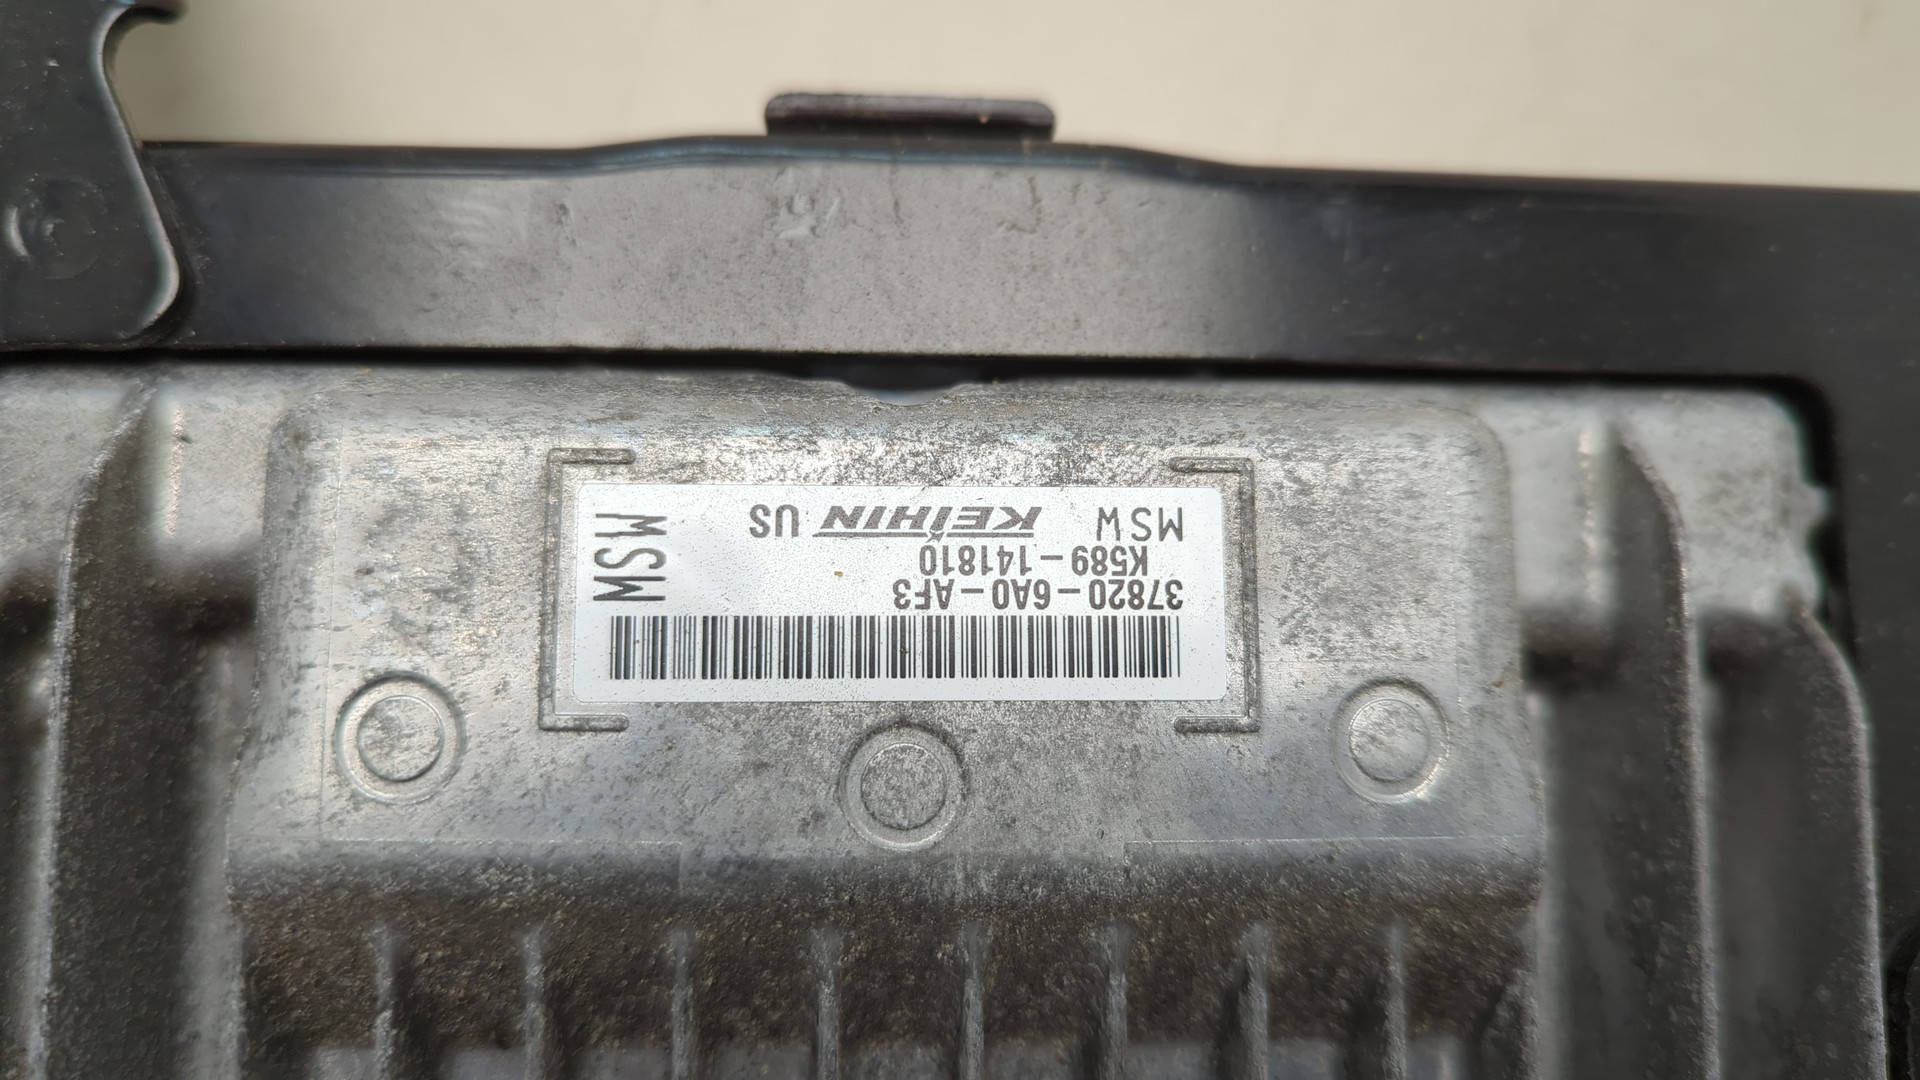 37820-6A0-AF3
K589-141810
MSW KEIHIN US
MSW